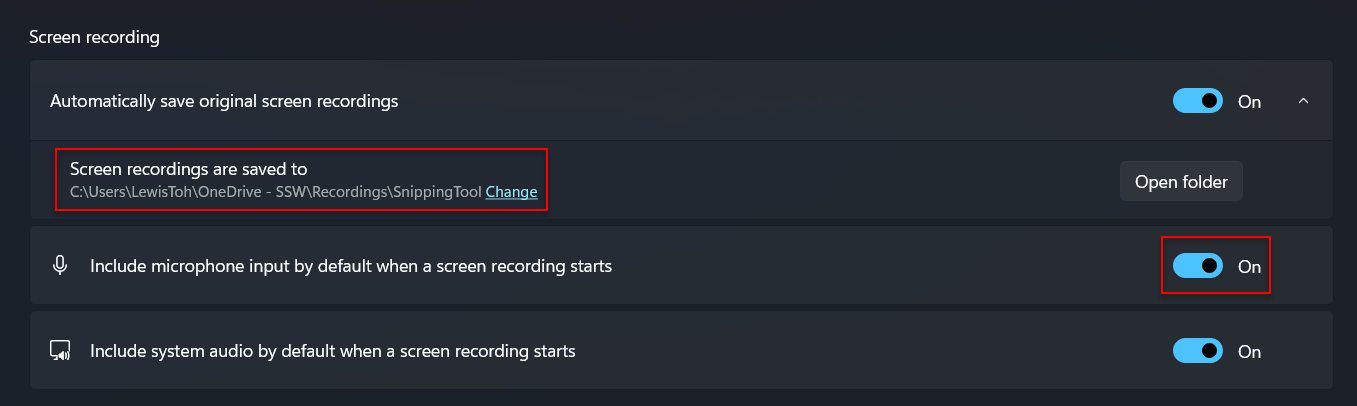 Screen recording
Automatically save original screen recordings
On
Screen recordings are saved to
C:\Users\LewisToh\OneDrive - SSW\Recordings\SnippingTool Change
Open folder
Include microphone input by default when a screen recording starts
On
Include system audio by default when a screen recording starts
On